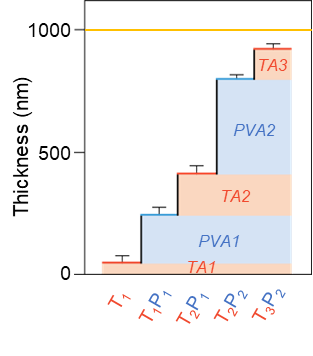 Thickness (nm)
1000
500
0
TA3
PVA2
TA2
PVA1
TA1
T₁
T₁P₁
T₂P₁
T₂P₂
T₃P₂